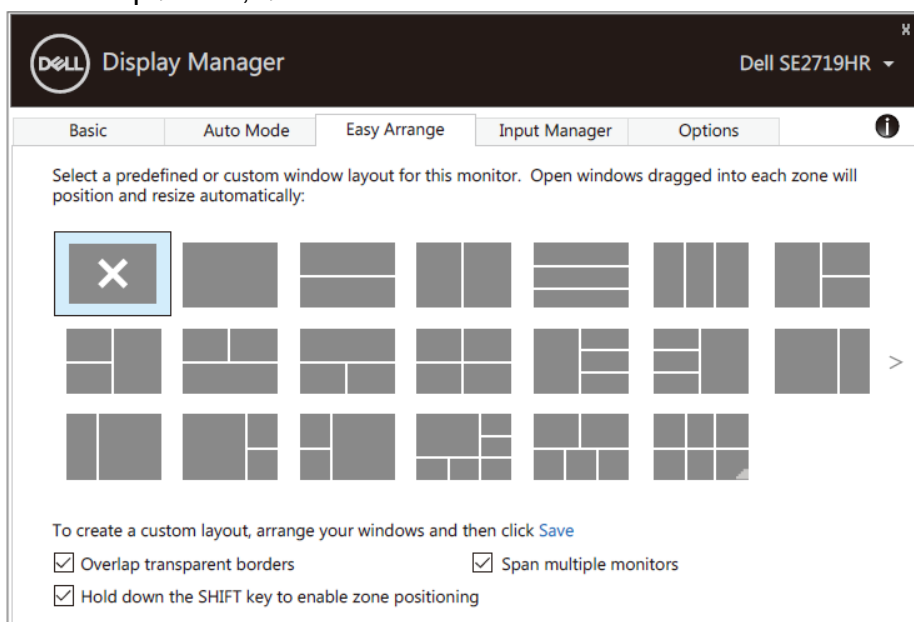 DELL Display Manager
x
Dell SE2719HR
Basic Auto Mode Easy Arrange Input Manager Options
Select a predefined or custom window layout for this monitor. Open windows dragged into each zone will
position and resize automatically:
>
To create a custom layout, arrange your windows and then click Save
Overlap transparent borders
Span multiple monitors
Hold down the SHIFT key to enable zone positioning